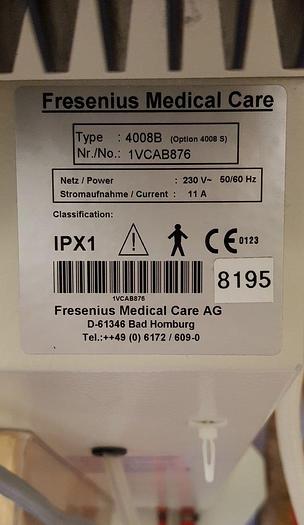 Fresenius Medical Care
Type : 4008B (Option 4008 S)
Nr./No.: 1VCAB876
Netz / Power : 230 V~ 50/60 Hz
Stromaufnahme / Current : 11 A
Classification:
IPX1 CE 0123
8195
1VCAB876
Fresenius Medical Care AG
D-61346 Bad Homburg
Tel.:++49 (0) 6172 / 609-0